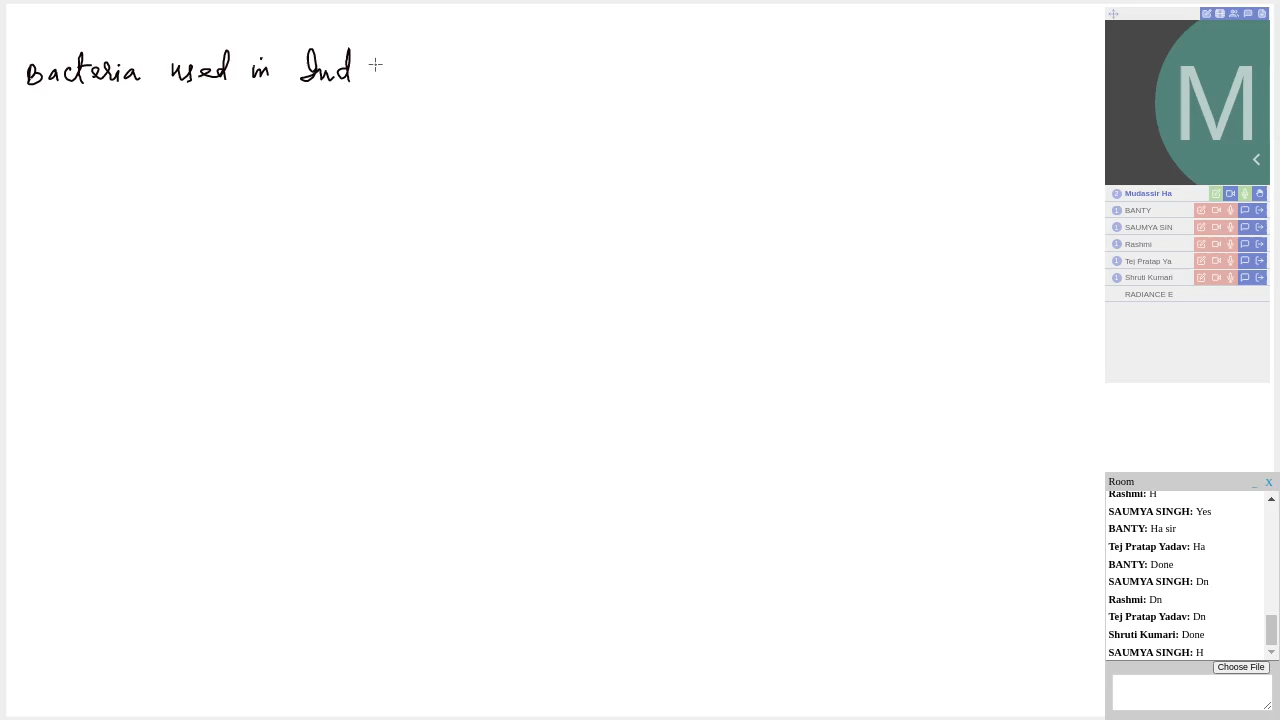 Bacteria used in Ind
M
Mudassir Ha
BANTY
SAUMYA SIN
Rashmi
Tej Pratap Ya
Shruti Kumari
RADIANCE E
Room _ X
Rashmi: H
SAUMYA SINGH: Yes
BANTY: Ha sir
Tej Pratap Yadav: Ha
BANTY: Done
SAUMYA SINGH: Dn
Rashmi: Dn
Tej Pratap Yadav: Dn
Shruti Kumari: Done
SAUMYA SINGH: H
Choose File